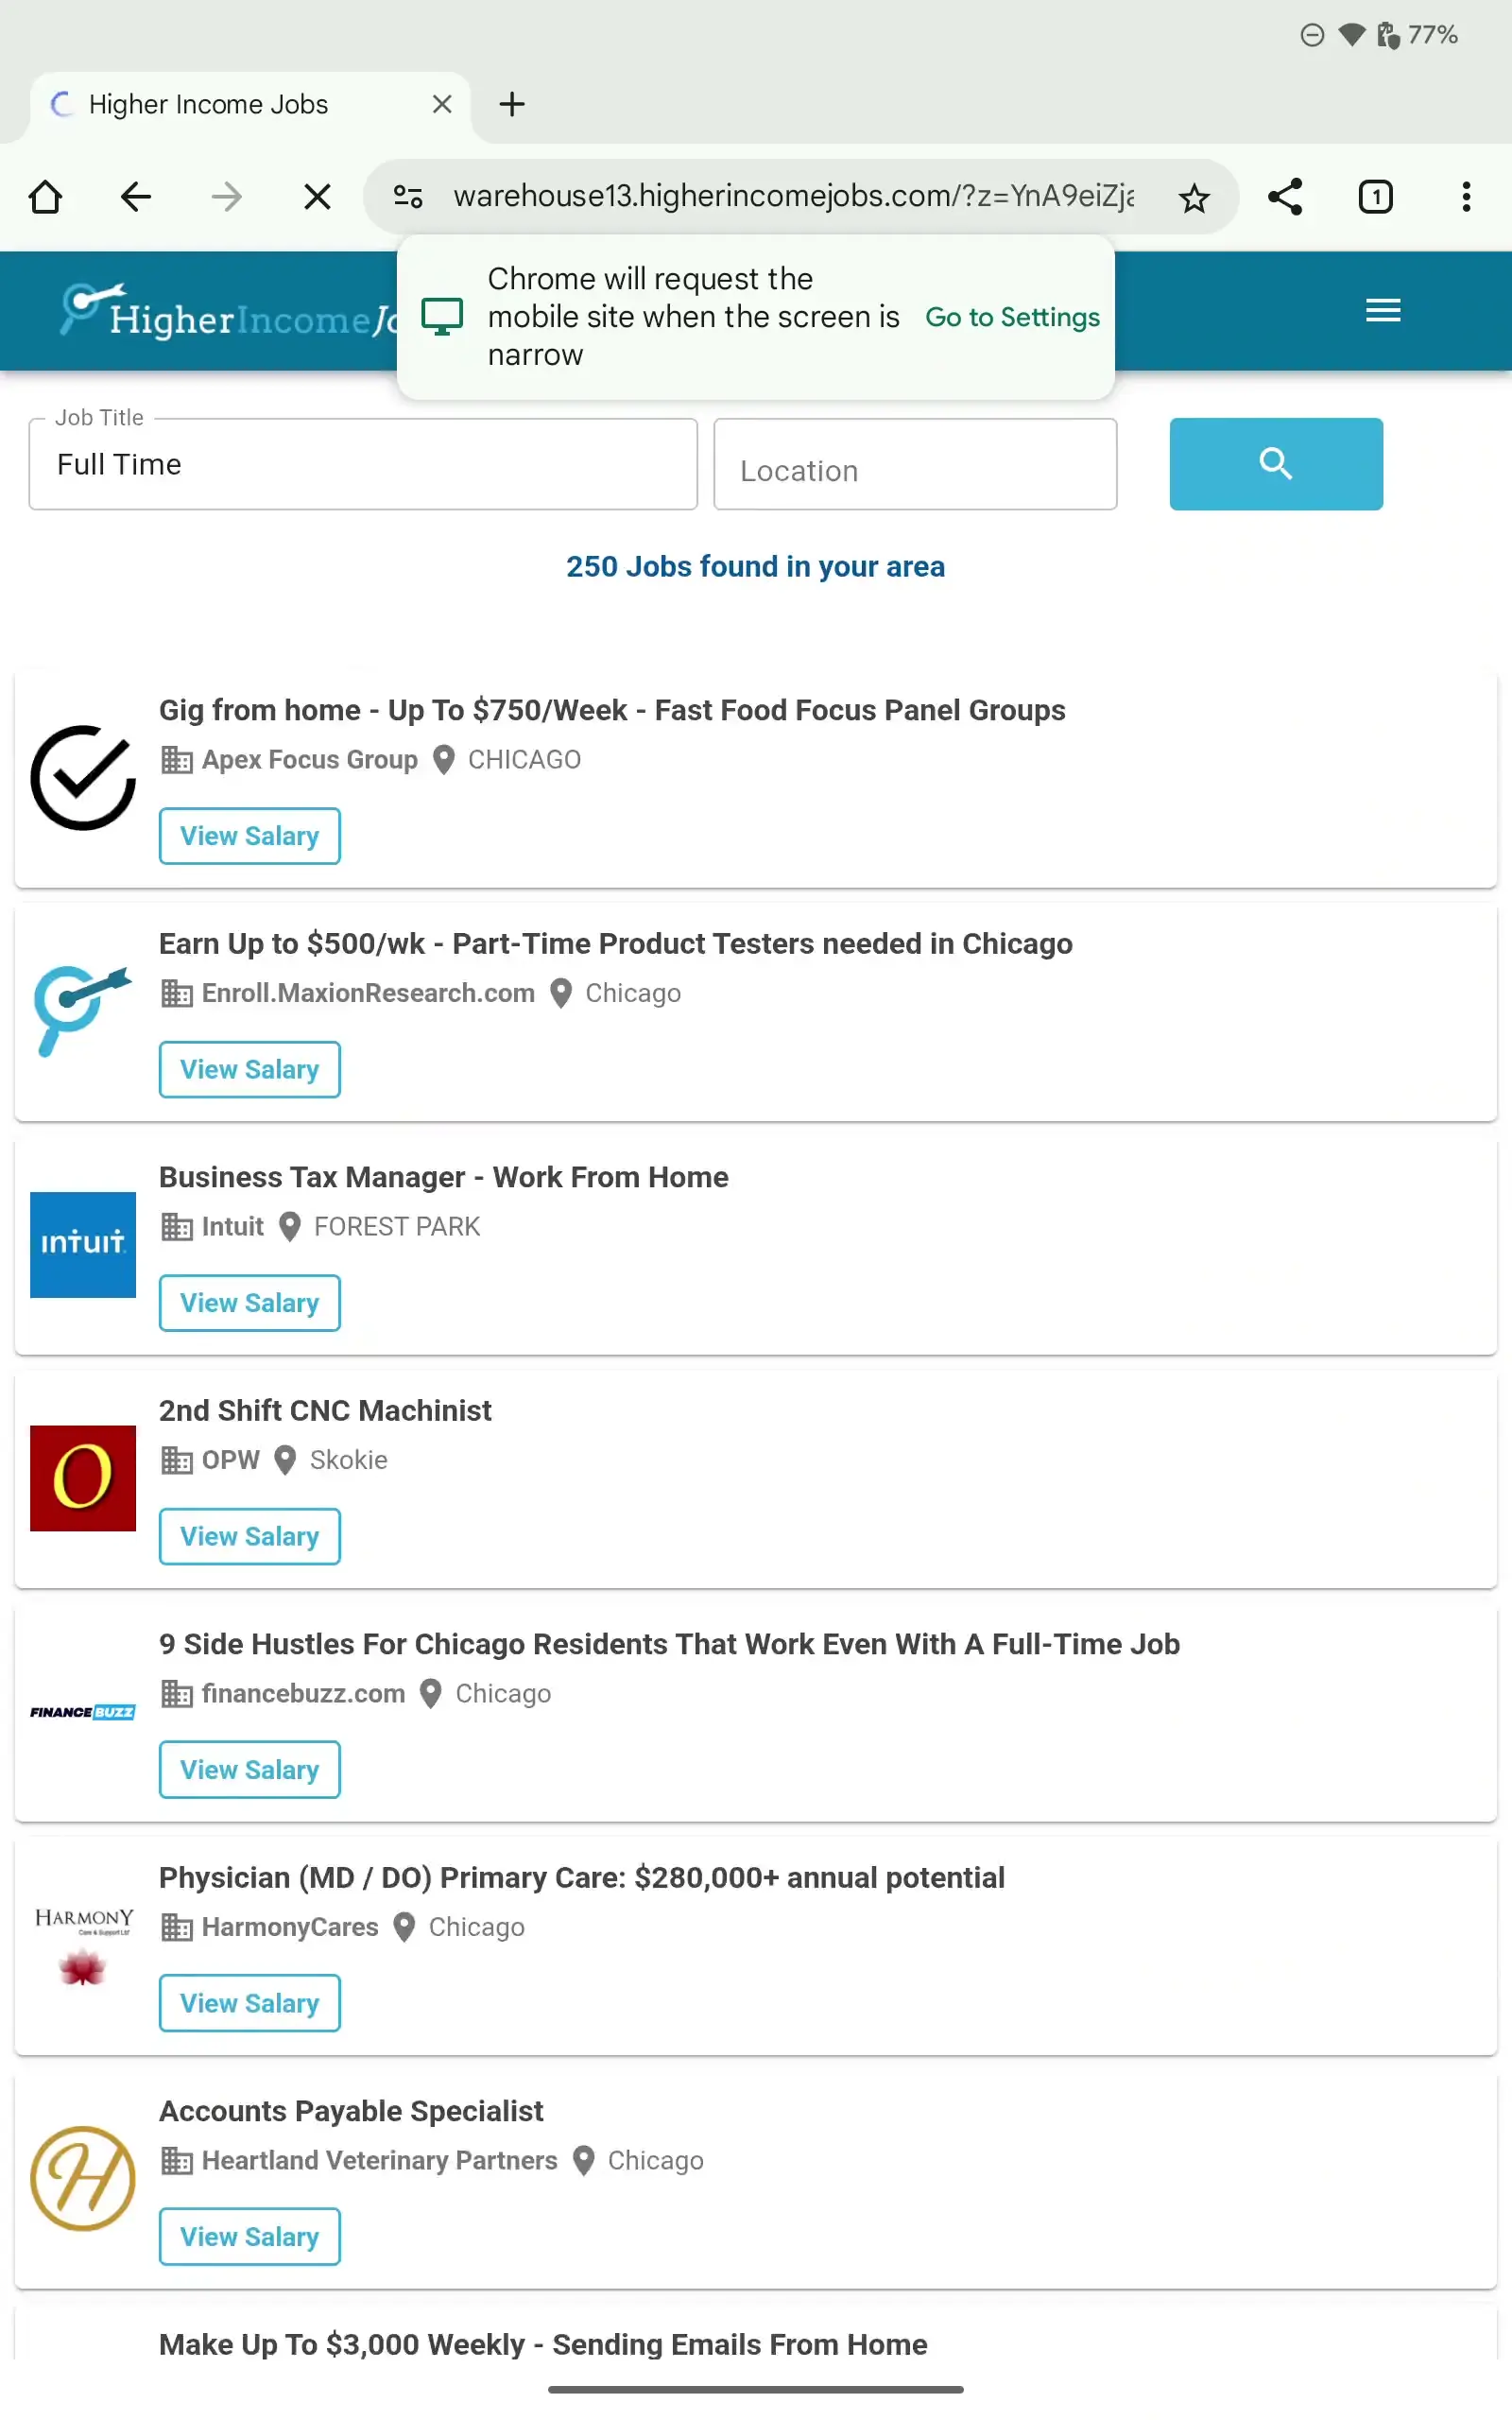 77%
Higher Income Jobs
warehouse13.higherincomejobs.com/?z=YnA9eiZja
1
HigherIncomeJo
Chrome will request the
mobile site when the screen is
narrow
Go to Settings
Job Title
Full Time
Location
250 Jobs found in your area
Gig from home - Up To $750/Week - Fast Food Focus Panel Groups
Apex Focus Group CHICAGO
View Salary
Earn Up to $500/wk - Part-Time Product Testers needed in Chicago
Enroll.MaxionResearch.com Chicago
View Salary
Business Tax Manager - Work From Home
intuit
Intuit FOREST PARK
View Salary
2nd Shift CNC Machinist
O
OPW Skokie
View Salary
9 Side Hustles For Chicago Residents That Work Even With A Full-Time Job
FINANCEBUZZ
financebuzz.com Chicago
View Salary
Physician (MD / DO) Primary Care: $280,000+ annual potential
HARMONY
Care & Support Ltd
HarmonyCares Chicago
View Salary
Accounts Payable Specialist
H
Heartland Veterinary Partners Chicago
View Salary
Make Up To $3,000 Weekly - Sending Emails From Home